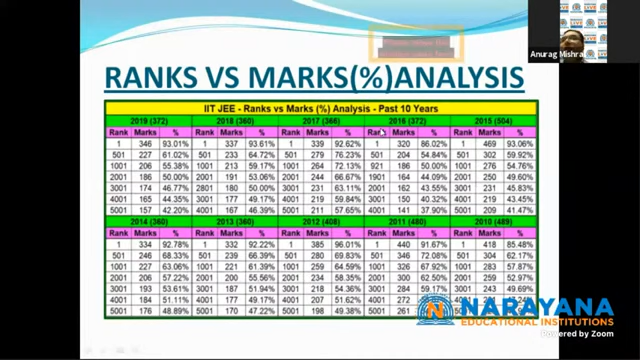 Anurag Mishra
RANKS VS MARKS(%)ANALYSIS
IIT JEE - Ranks vs Marks (%) Analysis - Past 10 Years
2019 (372) 2018 (360) 2017 (366) 2016 (372) 2015 (504)
Rank Marks % Rank Marks % Rank Marks % Rank Marks % Rank Marks %
1 346 93.01% 1 337 93.61% 1 339 92.62% 1 320 86.02% 1 469 93.06%
501 227 61.02% 501 233 64.72% 501 279 76.23% 501 204 54.84% 501 302 59.92%
1001 206 55.38% 1001 213 59.17% 1001 264 72.13% 921 186 50.00% 1001 276 54.76%
2001 186 50.00% 2001 191 53.06% 2001 244 66.67% 1901 164 44.09% 2001 250 49.60%
3001 174 46.77% 2801 180 50.00% 3001 231 63.11% 2001 162 43.55% 3001 231 45.83%
4001 165 44.35% 3001 177 49.17% 4001 219 59.84% 3001 150 40.32% 4001 219 43.45%
5001 157 42.20% 4001 167 46.39% 5001 211 57.65% 4001 141 37.90% 5001 209 41.47%
2014 (360) 2013 (360) 2012 (408) 2011 (480) 2010 (489)
Rank Marks % Rank Marks % Rank Marks % Rank Marks % Rank Marks %
1 334 92.78% 1 332 92.22% 1 385 96.01% 1 440 91.67% 1 418 85.48%
501 246 68.33% 501 239 66.39% 501 280 69.83% 501 346 72.08% 501 304 62.17%
1001 227 63.06% 1001 221 61.39% 1001 259 64.59% 1001 326 67.92% 1001 283 57.87%
2001 206 57.22% 2001 200 55.56% 2001 234 58.35% 2001 300 62.50% 2001 259 52.97%
3001 193 53.61% 3001 187 51.94% 3001 218 54.36% 3001 284 59.17% 3001 243 49.69%
4001 184 51.11% 4001 177 49.17% 4001 207 51.62% 4001 272
5001 176 48.89% 5001 170 47.22% 5001 198 49.38% 5001 261
NARAYANA
EDUCATIONAL INSTITUTIONS
Powered by Zoom